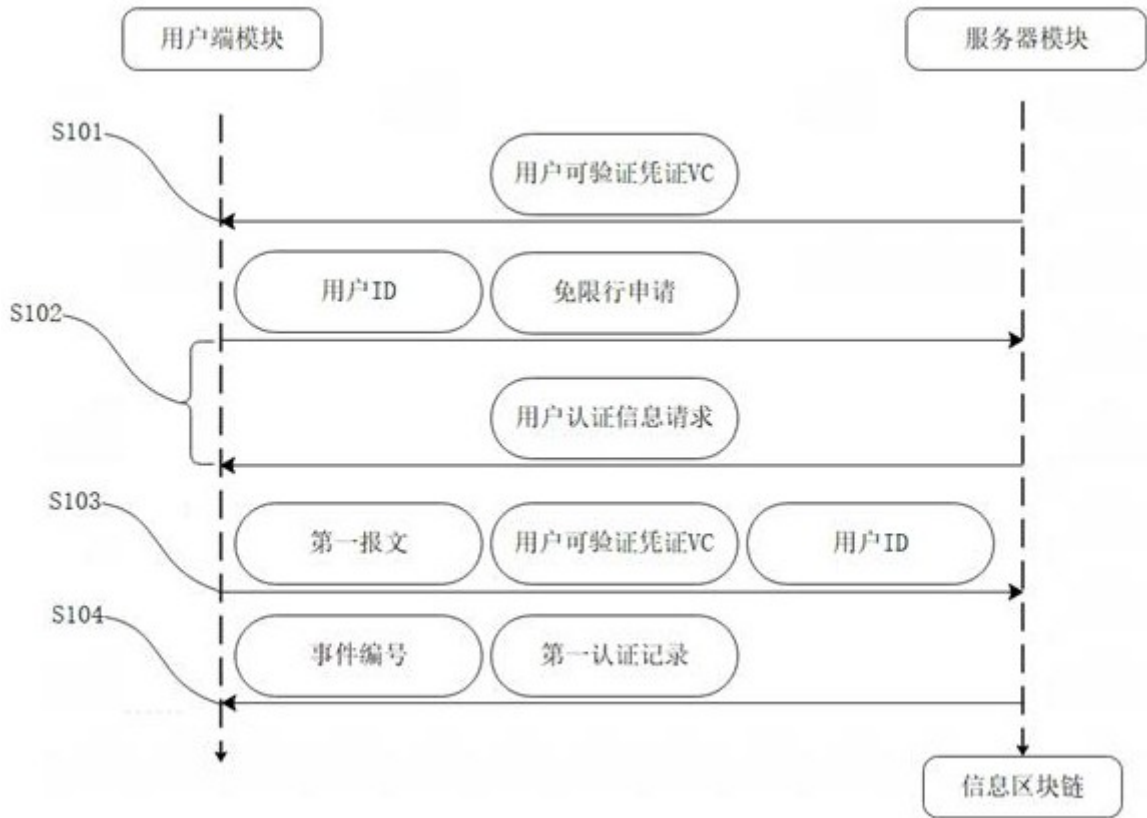 用户端模块
服务器模块
S101
用户可验证凭证VC
用户ID
免限行申请
S102
用户认证信息请求
S103
第一报文
用户可验证凭证VC
用户ID
S104
事件编号
第一认证记录
信息区块链